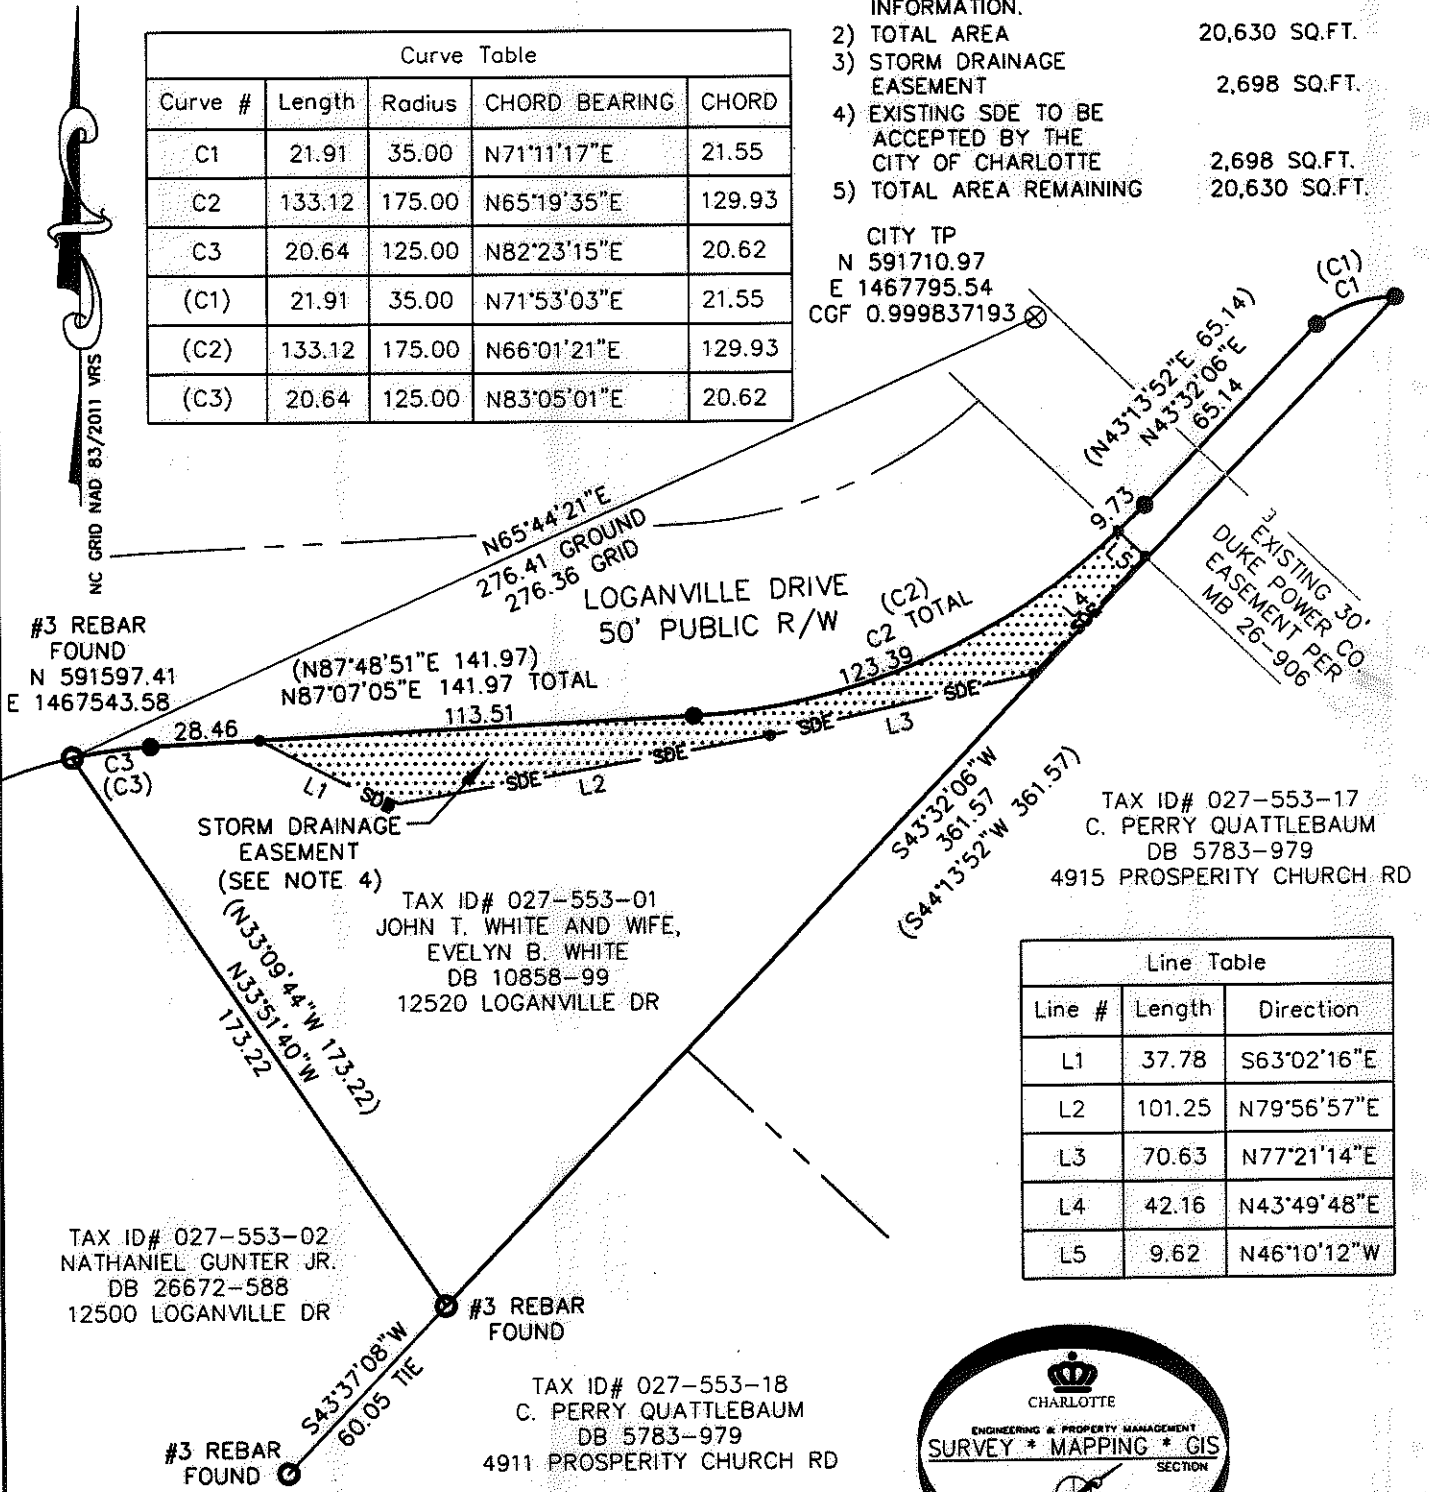 Curve Table
Curve # Length Radius CHORD BEARING CHORD
C1 21.91 35.00 N71°11'17"E 21.55
C2 133.12 175.00 N65°19'35"E 129.93
C3 20.64 125.00 N82°23'15"E 20.62
(C1) 21.91 35.00 N71°53'03"E 21.55
(C2) 133.12 175.00 N66°01'21"E 129.93
(C3) 20.64 125.00 N83°05'01"E 20.62
INFORMATION.
2) TOTAL AREA 20,630 SQ.FT.
3) STORM DRAINAGE
EASEMENT 2,698 SQ.FT.
4) EXISTING SDE TO BE
ACCEPTED BY THE
CITY OF CHARLOTTE 2,698 SQ.FT.
5) TOTAL AREA REMAINING 20,630 SQ.FT.
CITY TP
N 591710.97
E 1467795.54
CGF 0.999837193
(C1)
C1
(N43°13'52"E 65.14)
N43°32'06"E
65.14
NC GRID NAD 83/2011 VRS
N65°44'21"E
276.41 GROUND
276.36 GRID
LOGANVILLE DRIVE
50' PUBLIC R/W
(C2)
C2 TOTAL
123.39
9.73
L5
L4
SDE
3
EXISTING 30'
DUKE POWER CO.
EASEMENT PER
MB 26-906
#3 REBAR
FOUND
N 591597.41
E 1467543.58
(N87°48'51"E 141.97)
N87°07'05"E 141.97 TOTAL
28.46
113.51
C3
(C3)
L1
SDE
SDE
L2
SDE
SDE
L3
SDE
STORM DRAINAGE
EASEMENT
(SEE NOTE 4)
S43°32'06"W
361.57
(S44°13'52"W 361.57)
TAX ID# 027-553-17
C. PERRY QUATTLEBAUM
DB 5783-979
4915 PROSPERITY CHURCH RD
TAX ID# 027-553-01
JOHN T. WHITE AND WIFE,
EVELYN B. WHITE
DB 10858-99
12520 LOGANVILLE DR
(N33°09'44"W 173.22)
N33°51'40"W
173.22
Line Table
Line # Length Direction
L1 37.78 S63°02'16"E
L2 101.25 N79°56'57"E
L3 70.63 N77°21'14"E
L4 42.16 N43°49'48"E
L5 9.62 N46°10'12"W
TAX ID# 027-553-02
NATHANIEL GUNTER JR.
DB 26672-588
12500 LOGANVILLE DR
#3 REBAR
FOUND
S43°37'08"W
60.05 TIE
#3 REBAR
FOUND
TAX ID# 027-553-18
C. PERRY QUATTLEBAUM
DB 5783-979
4911 PROSPERITY CHURCH RD
CHARLOTTE
ENGINEERING & PROPERTY MANAGEMENT
SURVEY * MAPPING * GIS
SECTION